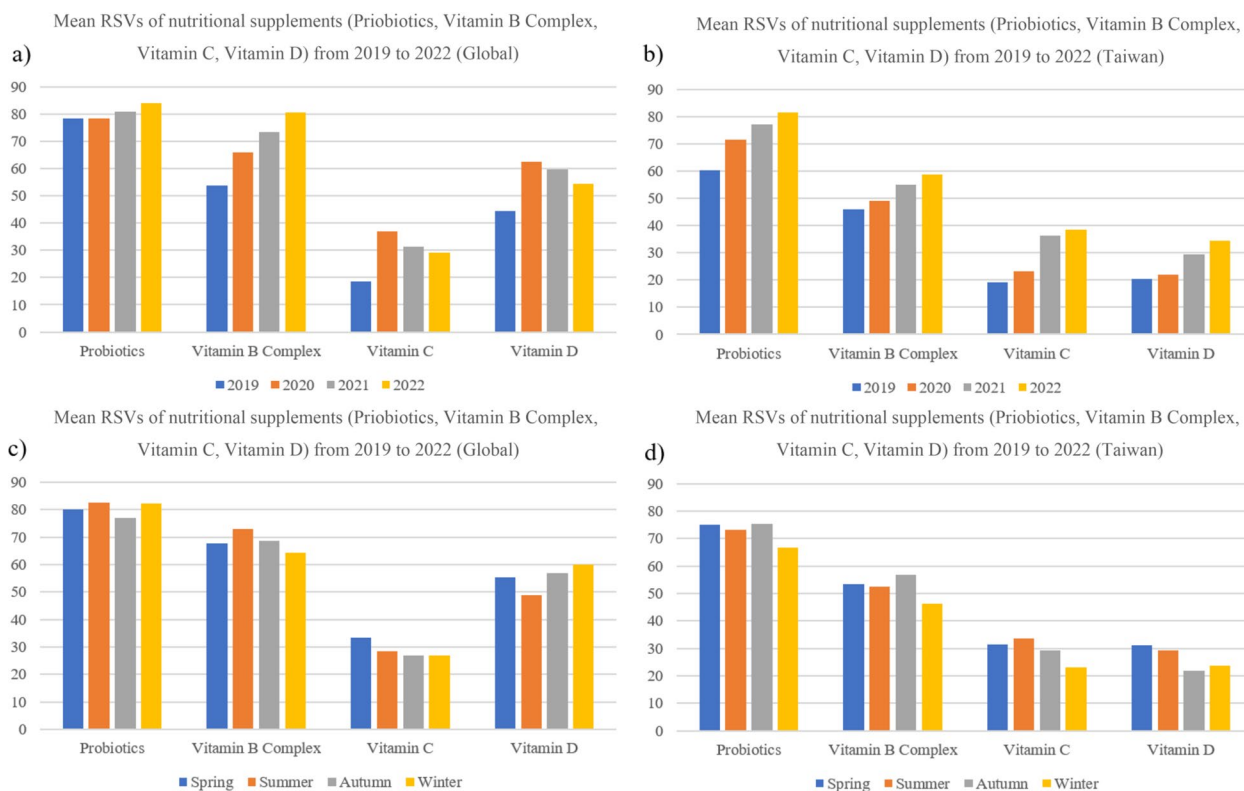 Mean RSVs of nutritional supplements (Priobiotics, Vitamin B Complex,
Vitamin C, Vitamin D) from 2019 to 2022 (Global)
a)
90
80
70
60
50
40
30
20
10
0
Probiotics Vitamin B Complex Vitamin C Vitamin D
2019 2020 2021 2022
Mean RSVs of nutritional supplements (Priobiotics, Vitamin B Complex,
Vitamin C, Vitamin D) from 2019 to 2022 (Taiwan)
b)
90
80
70
60
50
40
30
20
10
0
Probiotics Vitamin B Complex Vitamin C Vitamin D
2019 2020 2021 2022
Mean RSVs of nutritional supplements (Priobiotics, Vitamin B Complex,
Vitamin C, Vitamin D) from 2019 to 2022 (Global)
c)
90
80
70
60
50
40
30
20
10
0
Probiotics Vitamin B Complex Vitamin C Vitamin D
Spring Summer Autumn Winter
Mean RSVs of nutritional supplements (Priobiotics, Vitamin B Complex,
Vitamin C, Vitamin D) from 2019 to 2022 (Taiwan)
d)
90
80
70
60
50
40
30
20
10
0
Probiotics Vitamin B Complex Vitamin C Vitamin D
Spring Summer Autumn Winter